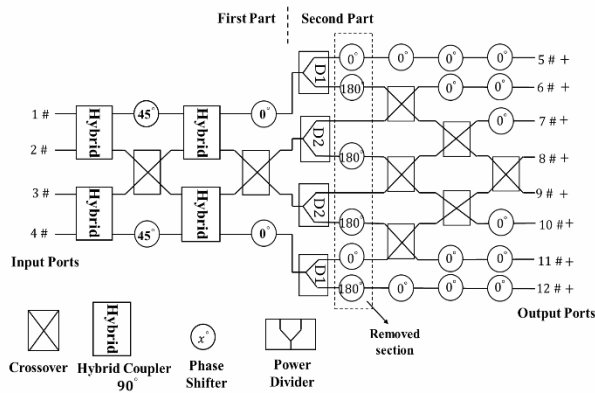 First Part
Second Part
D1
0°
0°
0°
0°
5 # +
180°
0°
0°
6 # +
1 #
Hybrid
45°
Hybrid
0°
D2
0°
7 # +
2 #
180°
8 # +
3 #
Hybrid
Hybrid
D2
9 # +
4 #
45°
0°
180
0°
10 # +
D1
0°
0°
0°
11 # +
Input Ports
180°
0°
0°
0°
12 # +
Output Ports
Removed
section
Hybrid
x°
Crossover
Hybrid Coupler
90°
Phase
Shifter
Power
Divider